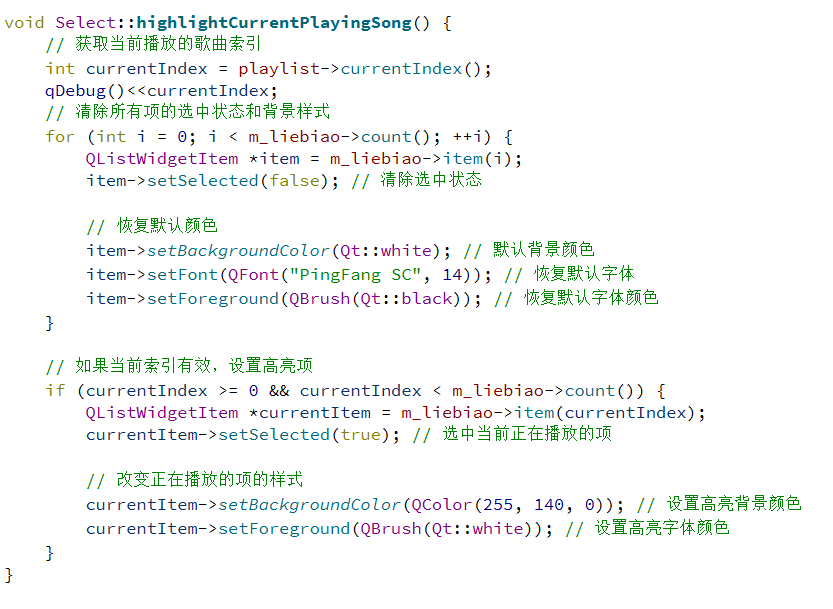 void Select::highlightCurrentPlayingSong() {
    // 获取当前播放的歌曲索引
    int currentIndex = playlist->currentIndex();
    qDebug()<<currentIndex;
    // 清除所有项的选中状态和背景样式
    for (int i = 0; i < m_liebiao->count(); ++i) {
        QListWidgetItem *item = m_liebiao->item(i);
        item->setSelected(false); // 清除选中状态

        // 恢复默认颜色
        item->setBackgroundColor(Qt::white); // 默认背景颜色
        item->setFont(QFont("PingFang SC", 14)); // 恢复默认字体
        item->setForeground(QBrush(Qt::black)); // 恢复默认字体颜色
    }

    // 如果当前索引有效，设置高亮项
    if (currentIndex >= 0 && currentIndex < m_liebiao->count()) {
        QListWidgetItem *currentItem = m_liebiao->item(currentIndex);
        currentItem->setSelected(true); // 选中当前正在播放的项

        // 改变正在播放的项的样式
        currentItem->setBackgroundColor(QColor(255, 140, 0)); // 设置高亮背景颜色
        currentItem->setForeground(QBrush(Qt::white)); // 设置高亮字体颜色
    }
}